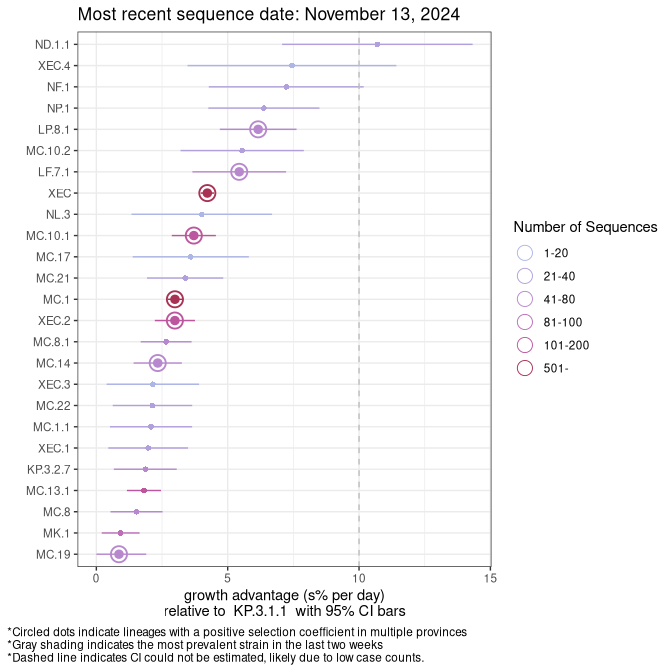 Most recent sequence date: November 13, 2024
ND.1.1
XEC.4
NF.1
NP.1
LP.8.1
MC.10.2
LF.7.1
XEC
NL.3
MC.10.1
MC.17
MC.21
MC.1
XEC.2
MC.8.1
MC.14
XEC.3
MC.22
MC.1.1
XEC.1
KP.3.2.7
MC.13.1
MC.8
MK.1
MC.19
0 5 10 15
growth advantage (s% per day)
relative to KP.3.1.1 with 95% CI bars
Number of Sequences
1-20
21-40
41-80
81-100
101-200
501-
*Circled dots indicate lineages with a positive selection coefficient in multiple provinces
*Gray shading indicates the most prevalent strain in the last two weeks
*Dashed line indicates CI could not be estimated, likely due to low case counts.